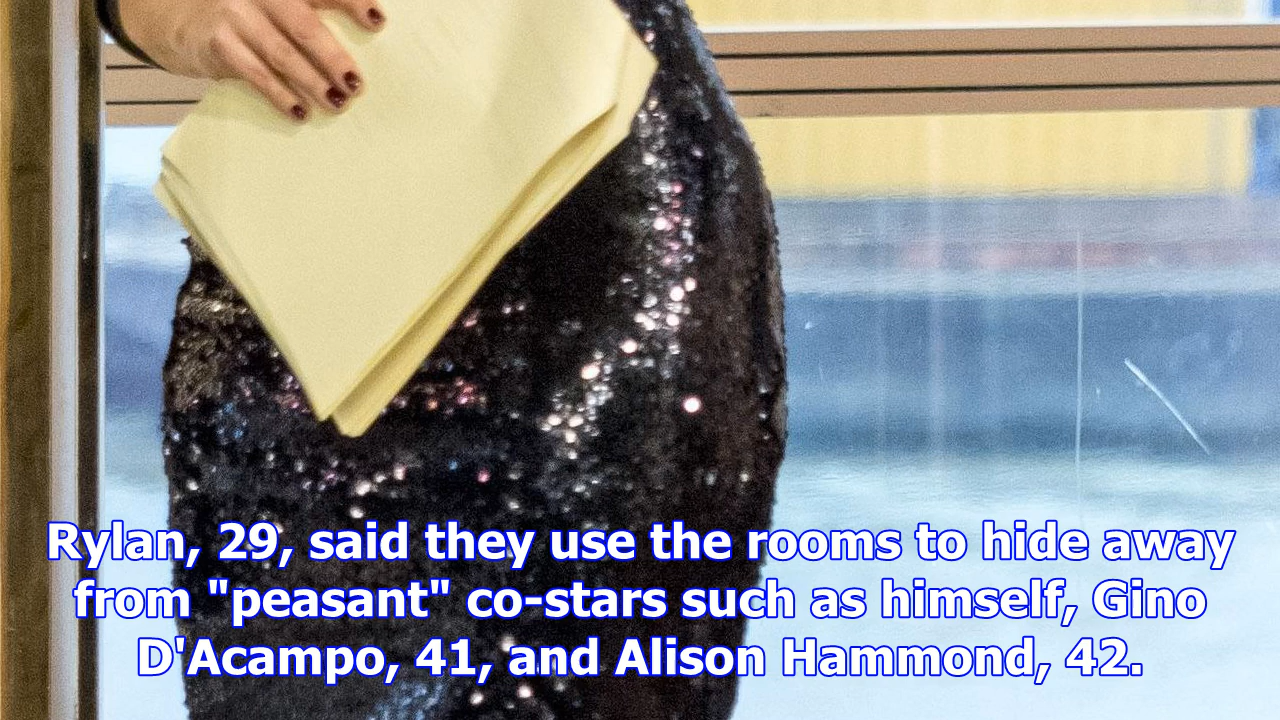 Rylan, 29, said they use the rooms to hide away
from "peasant" co-stars such as himself, Gino
D'Acampo, 41, and Alison Hammond, 42.